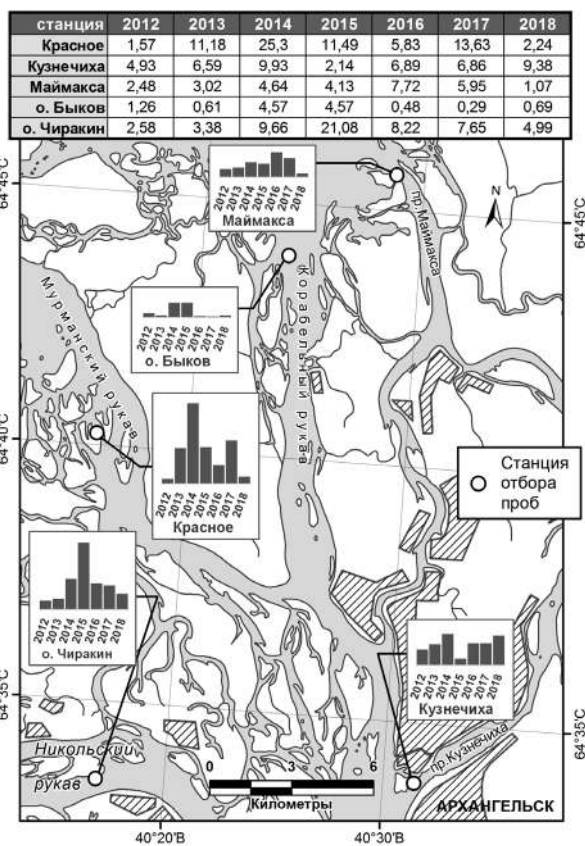 станция 2012 2013 2014 2015 2016 2017 2018
Красное 1,57 11,18 25,3 11,49 5,83 13,63 2,24
Кузнечиха 4,93 6,59 9,93 2,14 6,89 6,86 9,38
Маймакса 2,48 3,02 4,64 4,13 7,72 5,95 1,07
о. Быков 1,26 0,61 4,57 4,57 0,48 0,29 0,69
о. Чиракин 2,58 3,38 9,66 21,08 8,22 7,65 4,99
64°45'С
64°45'С
2012 2013 2014 2015 2016 2017 2018
Маймакса
пр.Маймакса
N
Мурманский рукав
Корабельный рукав
2012 2013 2014 2015 2016 2017 2018
о. Быков
64°40'С
64°40'С
2012 2013 2014 2015 2016 2017 2018
Красное
Станция
отбора
проб
2012 2013 2014 2015 2016 2017 2018
о. Чиракин
2012 2013 2014 2015 2016 2017 2018
Кузнечиха
64°35'С
64°35'С
Никольский
рукав
0 3 6
Километры
пр.Кузнечиха
АРХАНГЕЛЬСК
40°20'В
40°30'В